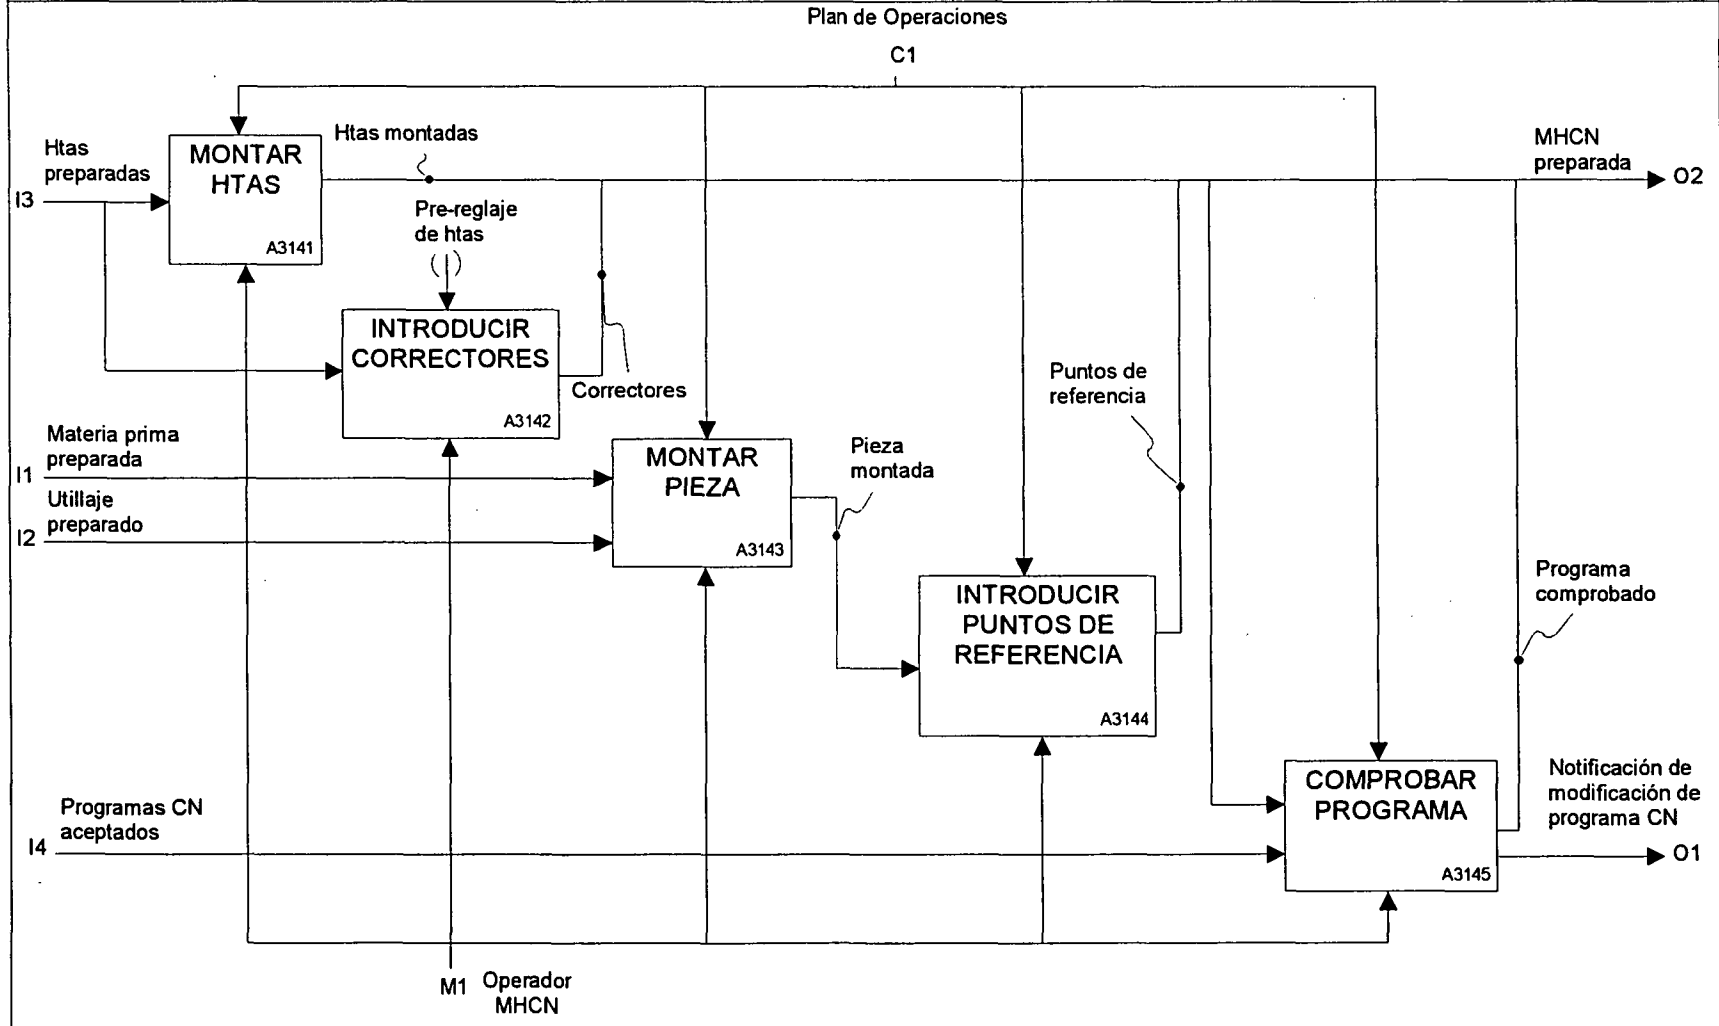 Plan de Operaciones
C1
Htas
preparadas
I3
MONTAR
HTAS
A3141
Htas montadas
MHCN
preparada
O2
Pre-reglaje
de htas
INTRODUCIR
CORRECTORES
A3142
Correctores
Materia prima
preparada
I1
Utillaje
preparado
I2
MONTAR
PIEZA
A3143
Pieza
montada
Puntos de
referencia
INTRODUCIR
PUNTOS DE
REFERENCIA
A3144
Programa
comprobado
Programas CN
aceptados
I4
COMPROBAR
PROGRAMA
A3145
Notificación de
modificación de
programa CN
O1
M1
Operador
MHCN